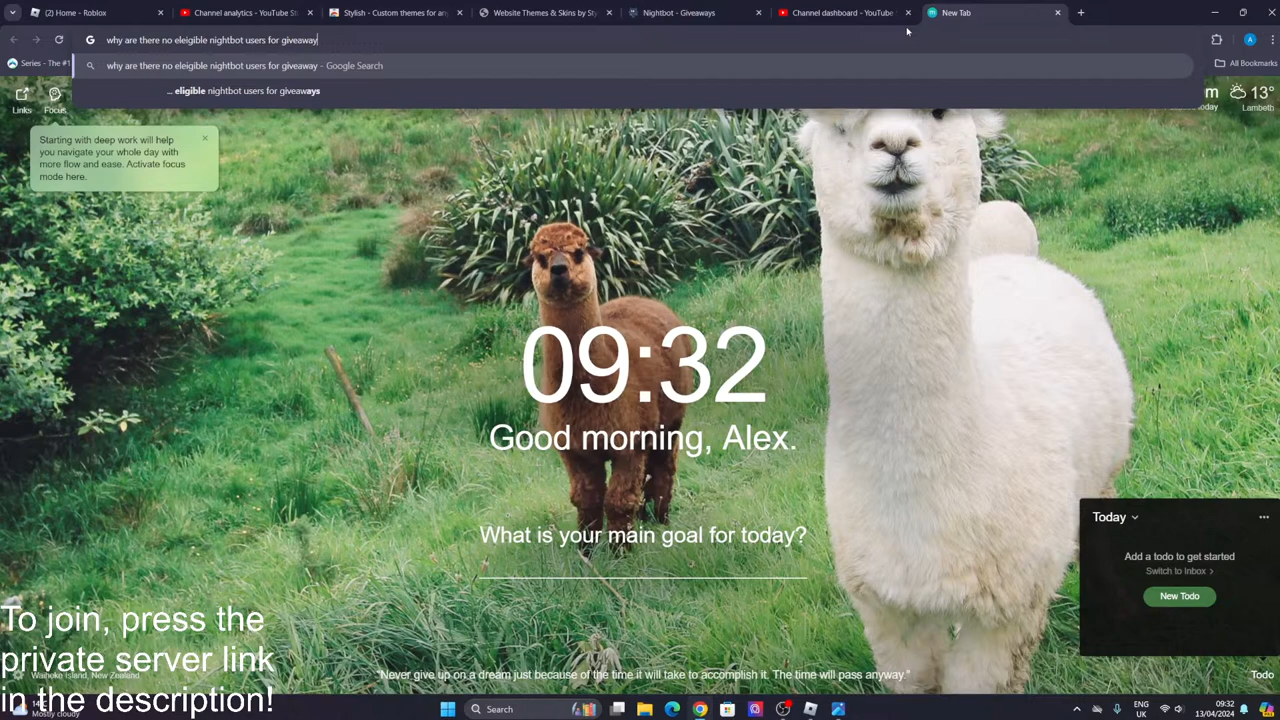 (2) Home - Roblox
Channel analytics - YouTube St
Stylish - Custom themes for an
Website Themes & Skins by Sty
Nightbot - Giveaways
Channel dashboard - YouTube
New Tab
why are there no eleigible nightbot users for giveaway
Series - The #1
All Bookmarks
why are there no eleigible nightbot users for giveaway - Google Search
... eligible nightbot users for giveaways
Links
Focus
m
oday
13°
Lambeth
Starting with deep work will help
you navigate your whole day with
more flow and ease. Activate focus
mode here.
09:32
Good morning, Alex.
What is your main goal for today?
Today
Add a todo to get started
Switch to Inbox
New Todo
To join, press the
private server link
in the description!
Waiheke Island, New Zealand
"Never give up on a dream just because of the time it will take to accomplish it. The time will pass anyway."
Todo
Mostly cloudy
Search
ENG
UK
09:32
13/04/2024